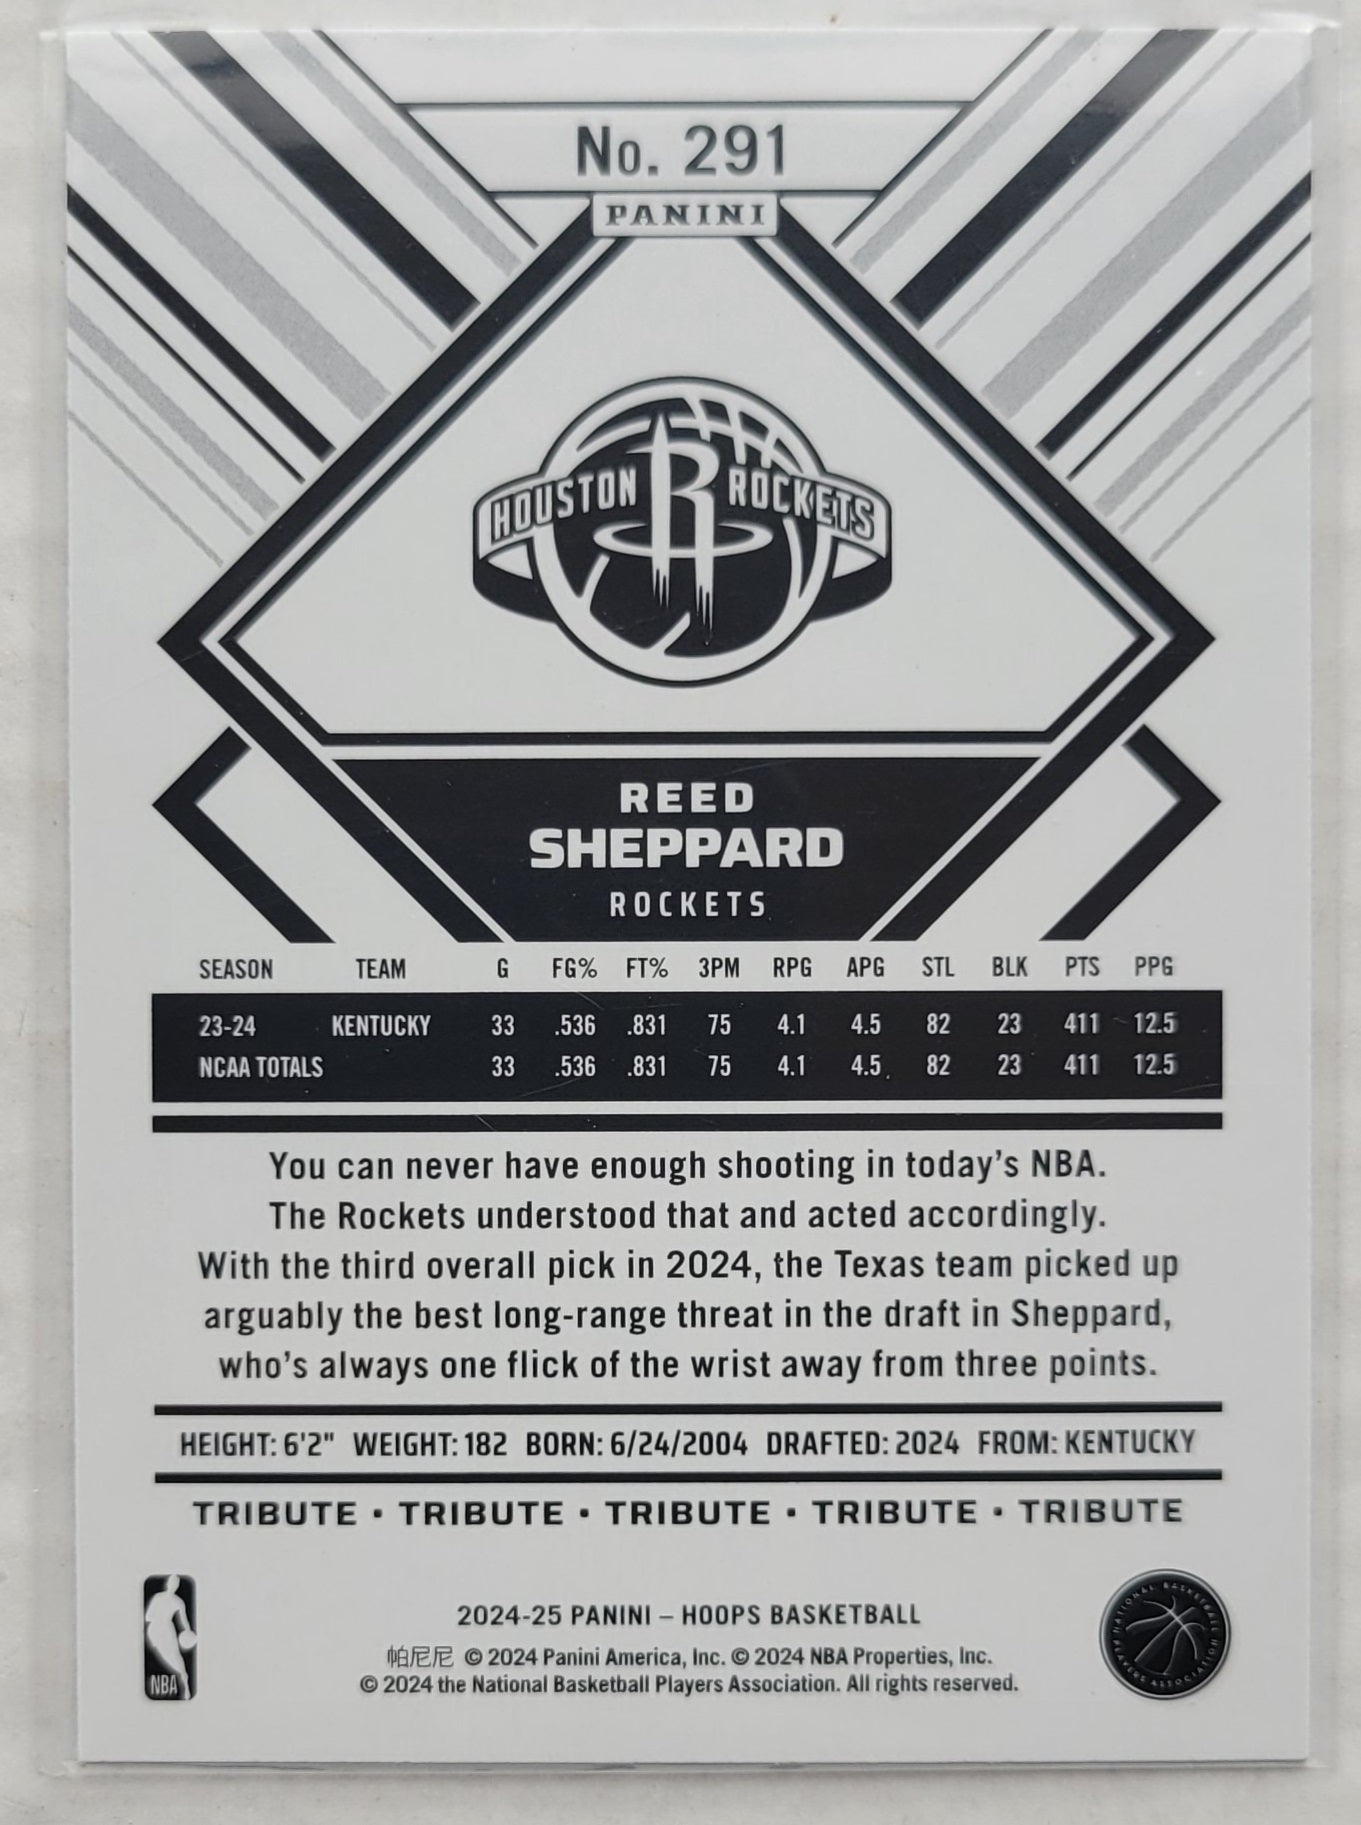 No. 291
PANINI
HOUSTON ROCKETS
REED
SHEPPARD
ROCKETS
SEASON TEAM G FG% FT% 3PM RPG APG STL BLK PTS PPG
23-24 KENTUCKY 33 .536 .831 75 4.1 4.5 82 23 411 12.5
NCAA TOTALS 33 .536 .831 75 4.1 4.5 82 23 411 12.5
You can never have enough shooting in today's NBA.
The Rockets understood that and acted accordingly.
With the third overall pick in 2024, the Texas team picked up
arguably the best long-range threat in the draft in Sheppard,
who's always one flick of the wrist away from three points.
HEIGHT: 6'2" WEIGHT: 182 BORN: 6/24/2004 DRAFTED: 2024 FROM: KENTUCKY
TRIBUTE • TRIBUTE • TRIBUTE • TRIBUTE • TRIBUTE
NBA
2024-25 PANINI – HOOPS BASKETBALL
帕尼尼 © 2024 Panini America, Inc. © 2024 NBA Properties, Inc.
© 2024 the National Basketball Players Association. All rights reserved.
NATIONAL BASKETBALL PLAYERS ASSOCIATION